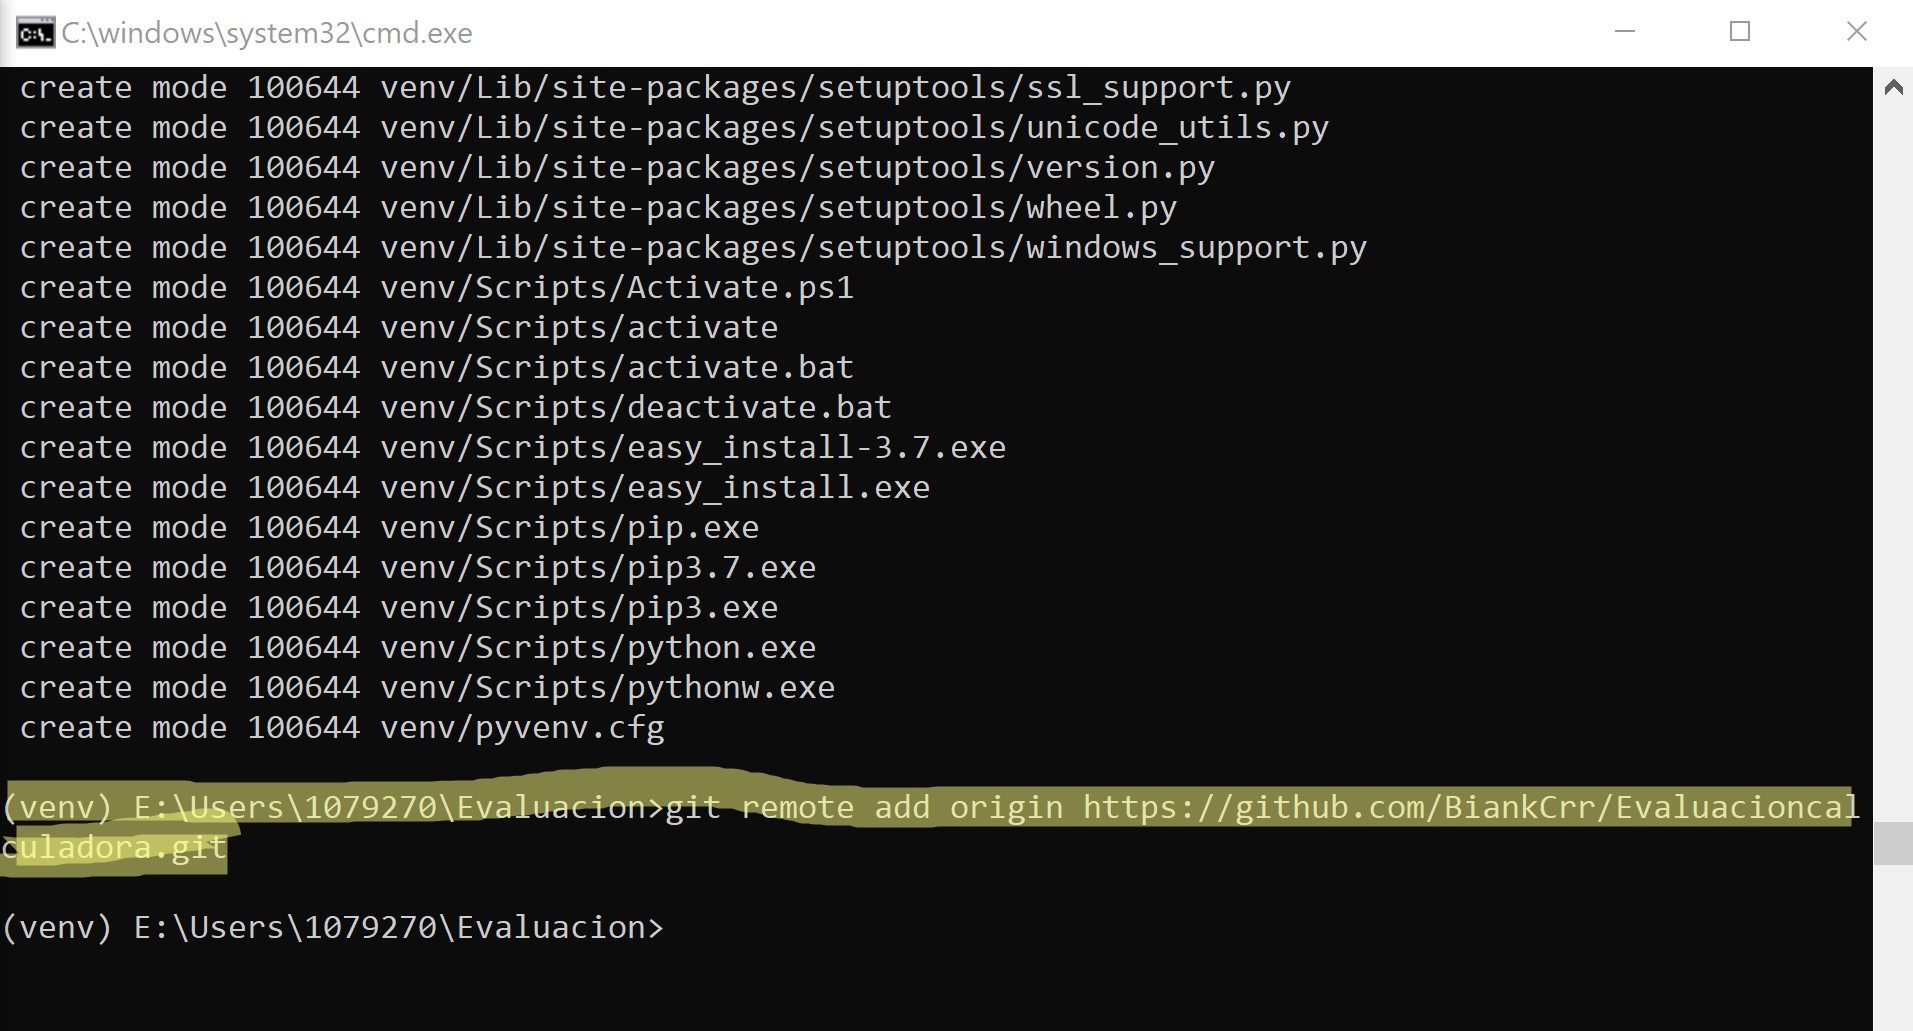 C:\windows\system32\cmd.exe
create mode 100644 venv/Lib/site-packages/setuptools/ssl_support.py
create mode 100644 venv/Lib/site-packages/setuptools/unicode_utils.py
create mode 100644 venv/Lib/site-packages/setuptools/version.py
create mode 100644 venv/Lib/site-packages/setuptools/wheel.py
create mode 100644 venv/Lib/site-packages/setuptools/windows_support.py
create mode 100644 venv/Scripts/Activate.ps1
create mode 100644 venv/Scripts/activate
create mode 100644 venv/Scripts/activate.bat
create mode 100644 venv/Scripts/deactivate.bat
create mode 100644 venv/Scripts/easy_install-3.7.exe
create mode 100644 venv/Scripts/easy_install.exe
create mode 100644 venv/Scripts/pip.exe
create mode 100644 venv/Scripts/pip3.7.exe
create mode 100644 venv/Scripts/pip3.exe
create mode 100644 venv/Scripts/python.exe
create mode 100644 venv/Scripts/pythonw.exe
create mode 100644 venv/pyvenv.cfg
(venv) E:\Users\1079270\Evaluacion>git remote add origin https://github.com/BiankCrr/Evaluacioncal
culadora.git
(venv) E:\Users\1079270\Evaluacion>